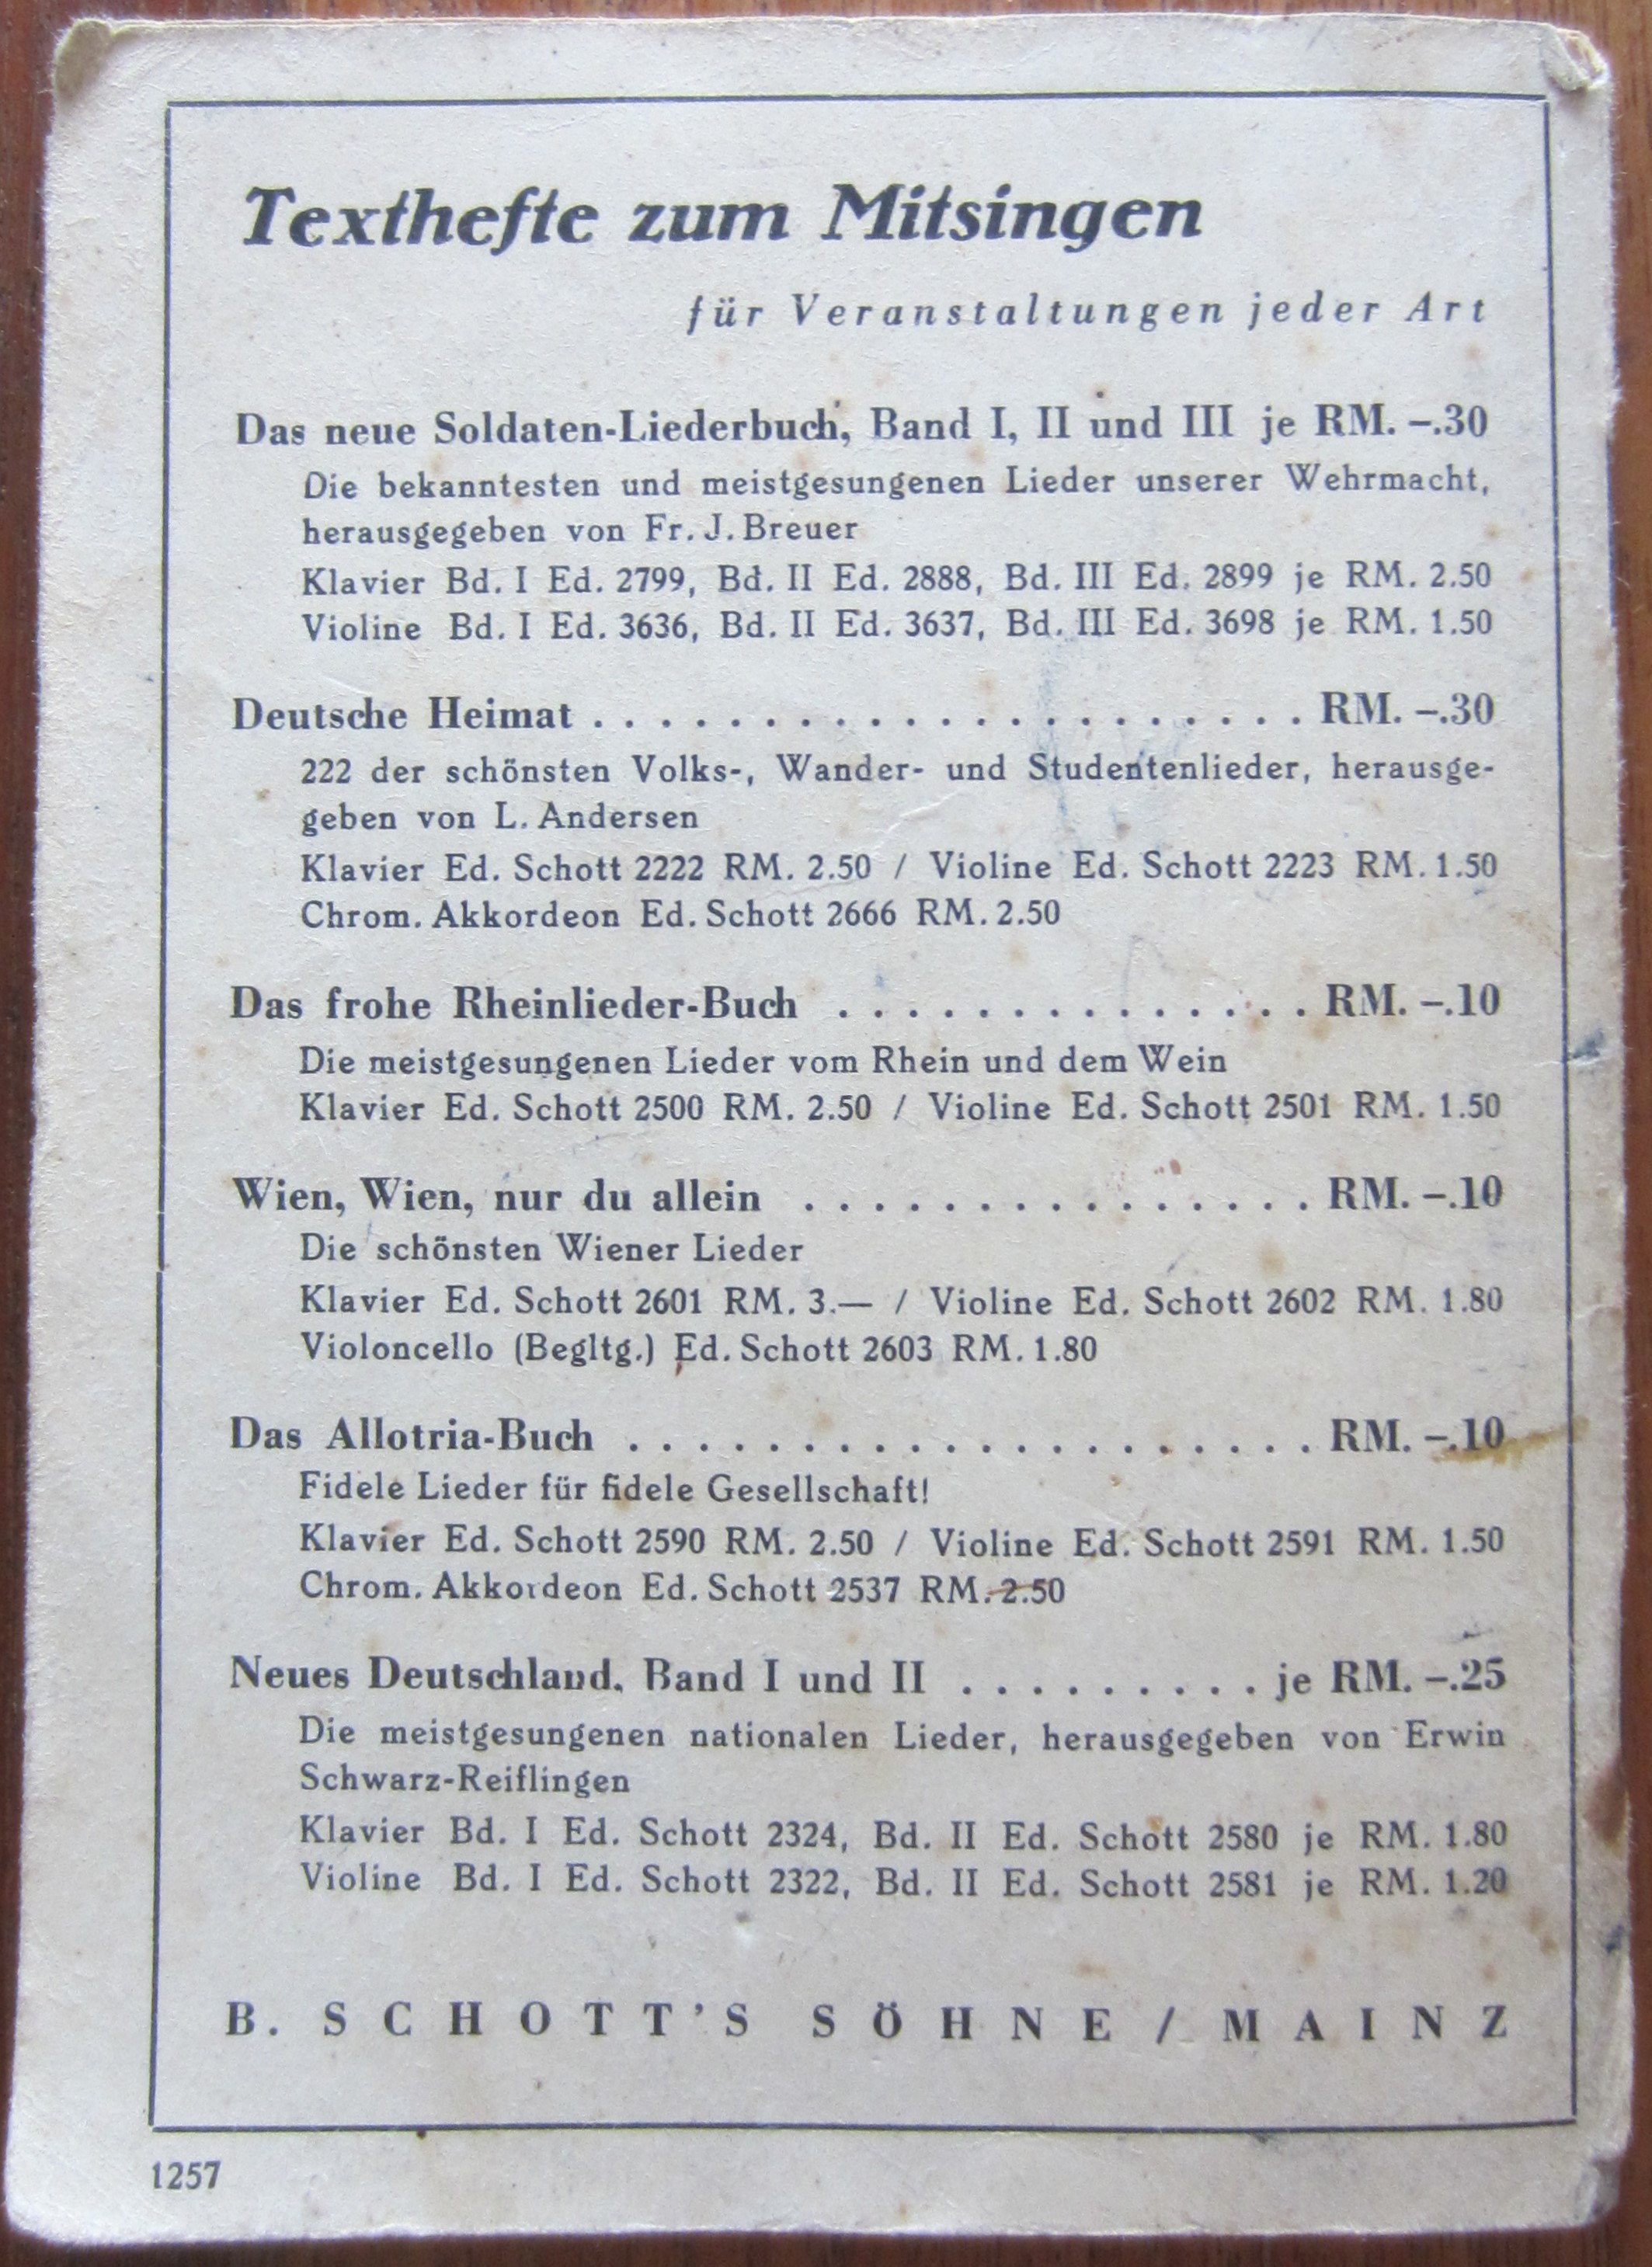 Texthefte zum Mitsingen
für Veranstaltungen jeder Art
Das neue Soldaten-Liederbuch, Band I, II und III je RM. –.30
Die bekanntesten und meistgesungenen Lieder unserer Wehrmacht,
herausgegeben von Fr. J. Breuer
Klavier Bd. I Ed. 2799, Bd. II Ed. 2888, Bd. III Ed. 2899 je RM. 2.50
Violine Bd. I Ed. 3636, Bd. II Ed. 3637, Bd. III Ed. 3698 je RM. 1.50
Deutsche Heimat . . . . . . . . . . . . . . . . . . . . . RM. –.30
222 der schönsten Volks-, Wander- und Studentenlieder, herausge-
geben von L. Andersen
Klavier Ed. Schott 2222 RM. 2.50 / Violine Ed. Schott 2223 RM. 1.50
Chrom. Akkordeon Ed. Schott 2666 RM. 2.50
Das frohe Rheinlieder-Buch . . . . . . . . . . . . . . RM. –.10
Die meistgesungenen Lieder vom Rhein und dem Wein
Klavier Ed. Schott 2500 RM. 2.50 / Violine Ed. Schott 2501 RM. 1.50
Wien, Wien, nur du allein . . . . . . . . . . . . . . . RM. –.10
Die schönsten Wiener Lieder
Klavier Ed. Schott 2601 RM. 3.— / Violine Ed. Schott 2602 RM. 1.80
Violoncello (Begltg.) Ed. Schott 2603 RM. 1.80
Das Allotria-Buch . . . . . . . . . . . . . . . . . . . . RM. –.10
Fidele Lieder für fidele Gesellschaft!
Klavier Ed. Schott 2590 RM. 2.50 / Violine Ed. Schott 2591 RM. 1.50
Chrom. Akkordeon Ed. Schott 2537 RM. 2.50
Neues Deutschland, Band I und II . . . . . . . . . je RM. –.25
Die meistgesungenen nationalen Lieder, herausgegeben von Erwin
Schwarz-Reiflingen
Klavier Bd. I Ed. Schott 2324, Bd. II Ed. Schott 2580 je RM. 1.80
Violine Bd. I Ed. Schott 2322, Bd. II Ed. Schott 2581 je RM. 1.20
B. SCHOTT'S SÖHNE / MAINZ
1257